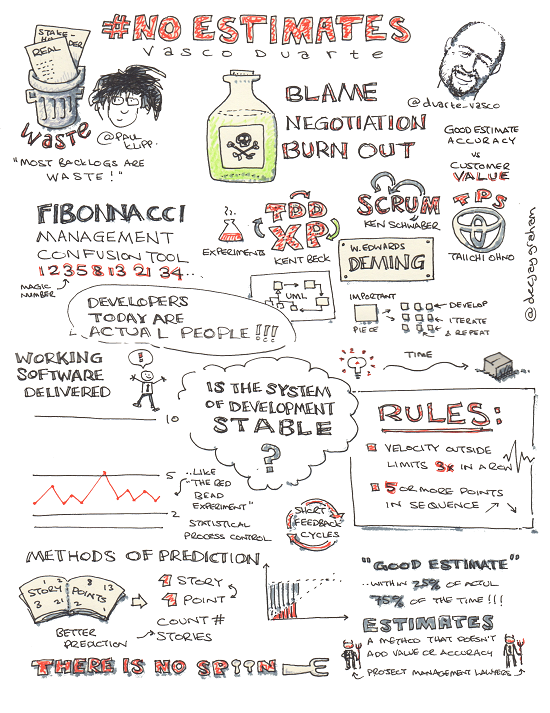 #NO ESTIMATES
Vasco Duarte
STAKE-
HOLDER
REAL
WASTE
@PAUL
KLIPP.
"MOST BACKLOGS ARE
WASTE!"
BLAME
NEGOTIATION
BURN OUT
@duarte-vasco
GOOD ESTIMATE
ACCURACY
vs
CUSTOMER
VALUE
FIBONNACCI
MANAGEMENT
CONFUSION TOOL
1 2 3 5 8 13 21 34...
MAGIC
NUMBER
EXPERIMENTS
TDD
XP
KENT BECK
SCRUM
KEN SCHWABER
TPS
TAIICHI OHNO
W. EDWARDS
DEMING
@deejaygraham
DEVELOPERS
TODAY ARE
ACTUAL PEOPLE!!!
UML
IMPORTANT
PIECE
DEVELOP
ITERATE
& REPEAT
WORKING
SOFTWARE
DELIVERED
!
TIME
10
5
2
IS THE SYSTEM
OF DEVELOPMENT
STABLE
?
RULES:
VELOCITY OUTSIDE
LIMITS 3x IN A ROW
5 OR MORE POINTS
IN SEQUENCE
...LIKE
"THE RED
BEAD
EXPERIMENT"
STATISTICAL
PROCESS CONTROL
SHORT
FEEDBACK
CYCLES
METHODS OF PREDICTION
STORY
POINTS
1 2
3 21
8 13
2 1
BETTER
PREDICTION
1 STORY
POINT
COUNT #
STORIES
"GOOD ESTIMATE"
...WITHIN 25% OF ACTUL
75% OF THE TIME!!!
ESTIMATES
A METHOD THAT DOESN'T
ADD VALUE OR ACCURACY
PROJECT MANAGEMENT LAWYERS
THERE IS NO SPOON